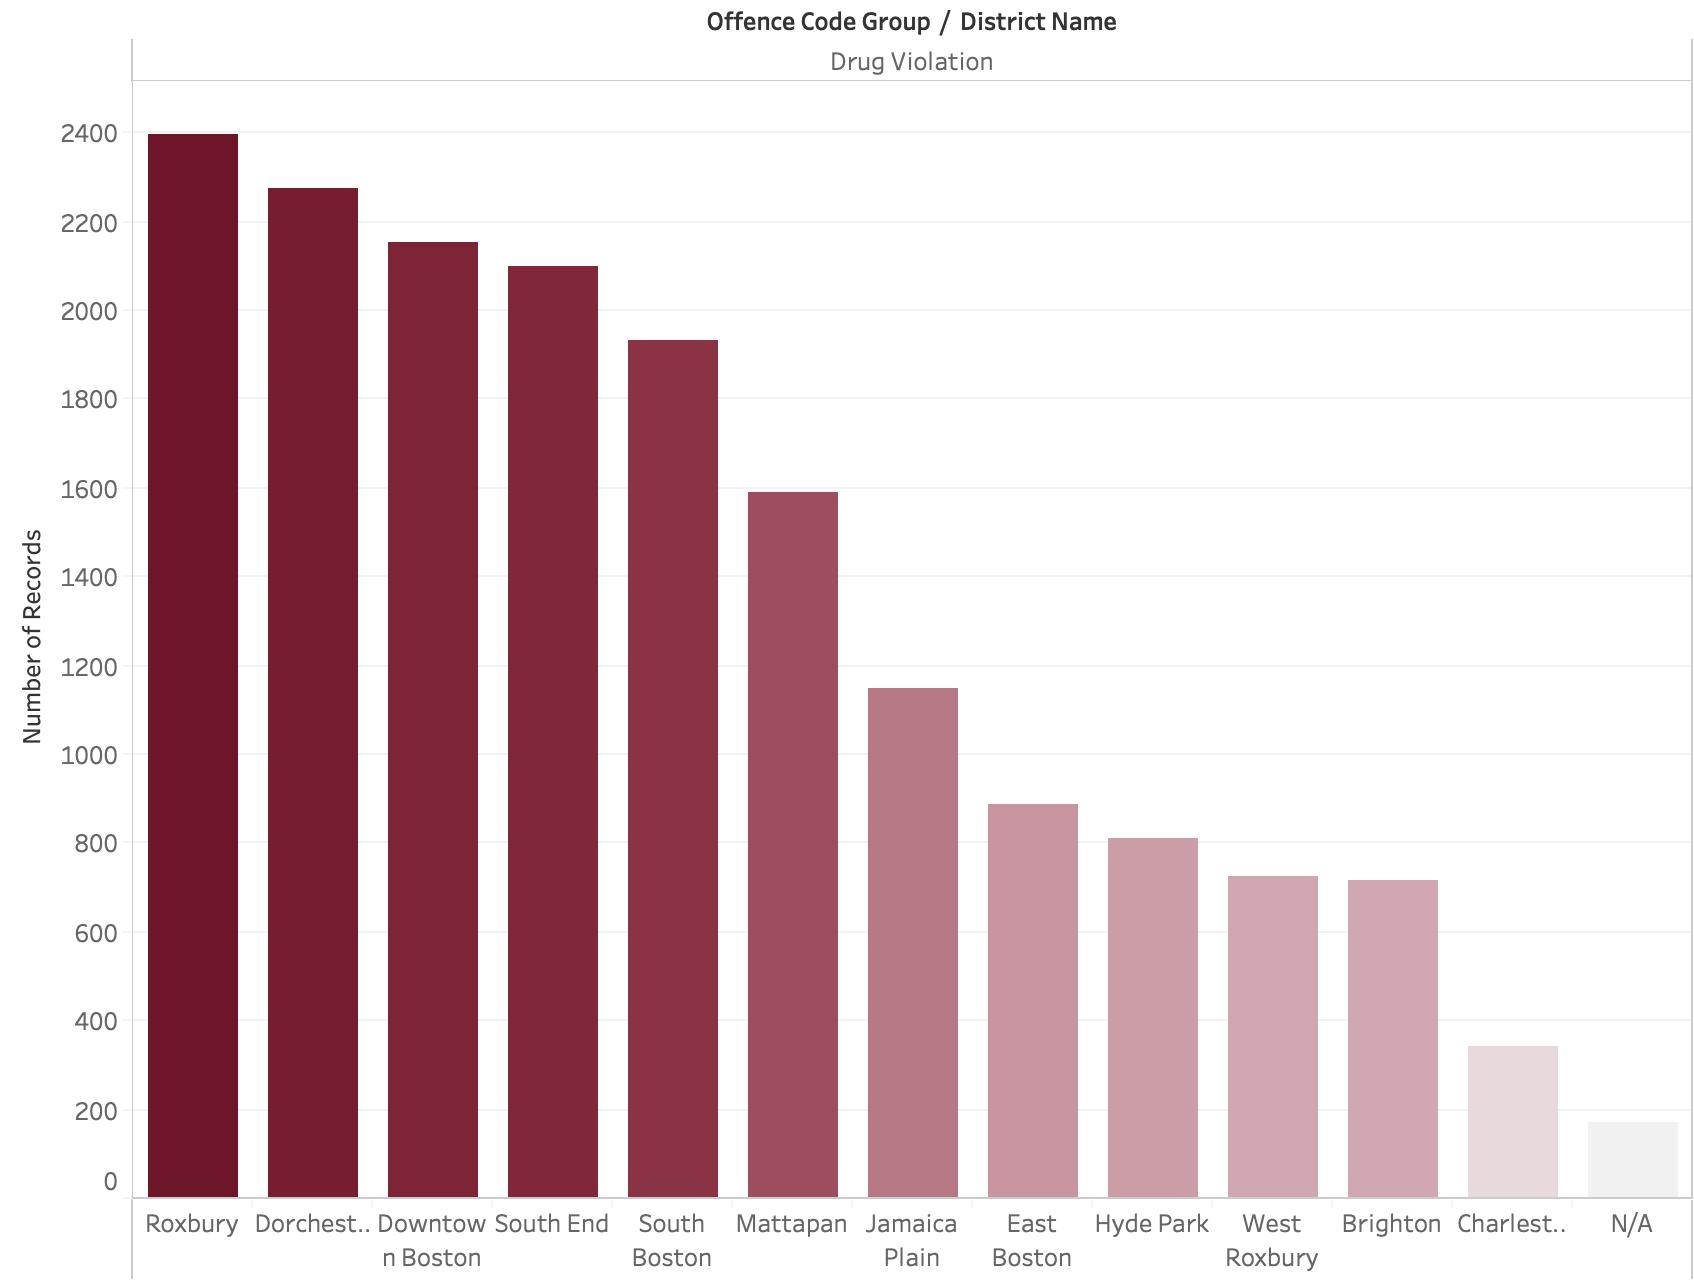 Offence Code Group / District Name
Drug Violation
Number of Records
2400
2200
2000
1800
1600
1400
1200
1000
800
600
400
200
0
Roxbury Dorchest.. Downtow South End South Mattapan Jamaica East Hyde Park West Brighton Charlest.. N/A
n Boston Boston Plain Boston Roxbury